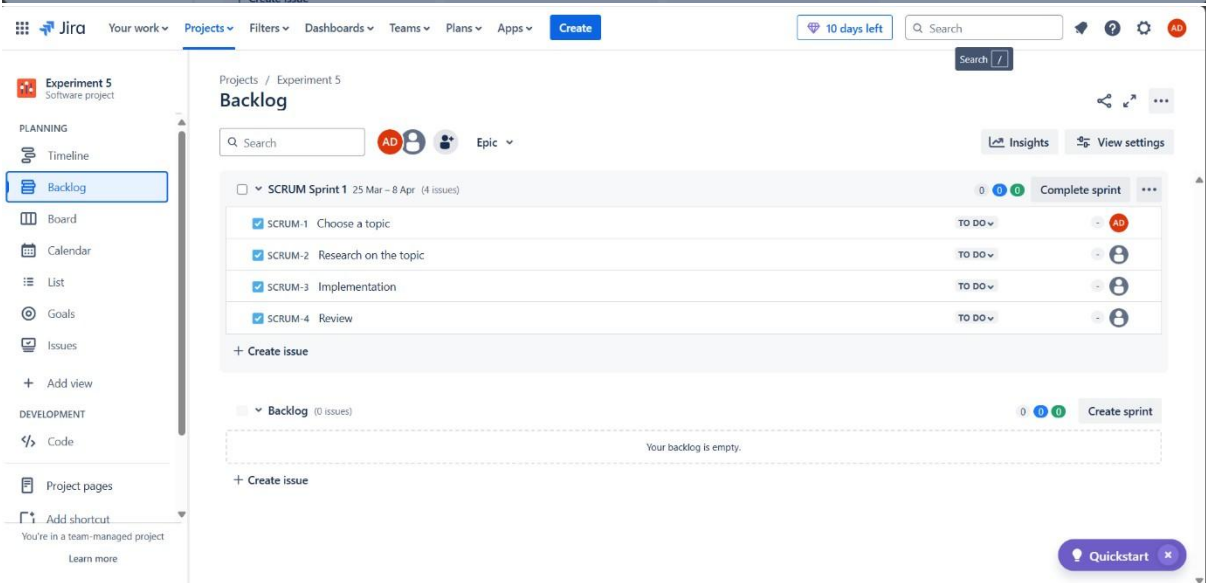 Create issue
Jira Your work Projects Filters Dashboards Teams Plans Apps Create 10 days left Search AD
Search /
Experiment 5
Software project
PLANNING
Timeline
Backlog
Board
Calendar
List
Goals
Issues
+ Add view
DEVELOPMENT
</> Code
Project pages
Add shortcut
You're in a team-managed project
Learn more
Projects / Experiment 5
Backlog
Search AD Epic Insights View settings
SCRUM Sprint 1 25 Mar – 8 Apr (4 issues) 0 0 0 Complete sprint ...
SCRUM-1 Choose a topic TO DO - AD
SCRUM-2 Research on the topic TO DO -
SCRUM-3 Implementation TO DO -
SCRUM-4 Review TO DO -
+ Create issue
Backlog (0 issues) 0 0 0 Create sprint
Your backlog is empty.
+ Create issue
Quickstart ×